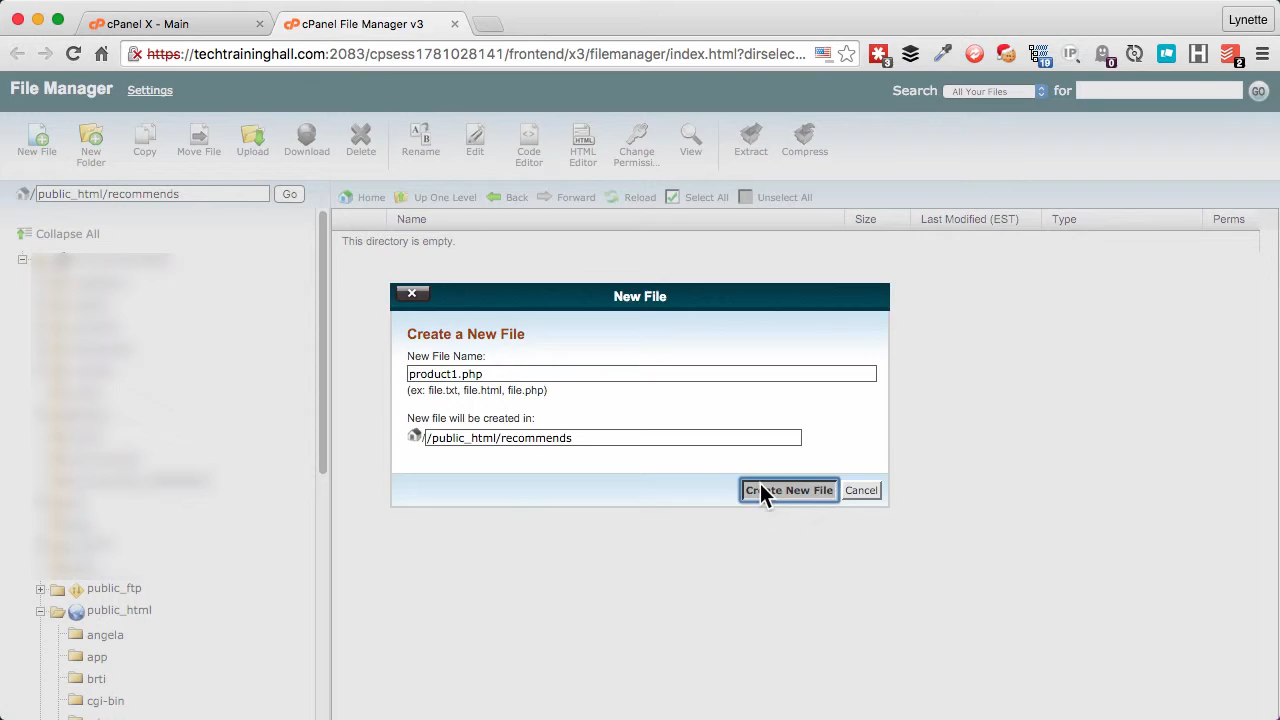 cPanel X - Main
cPanel File Manager v3
Lynette
https://techtraininghall.com:2083/cpsess1781028141/frontend/x3/filemanager/index.html?dirselec...
3
19
IP
0
2
File Manager
Settings
Search
All Your Files
for
GO
New File
New Folder
Copy
Move File
Upload
Download
Delete
Rename
Edit
Code Editor
HTML Editor
Change Permissi...
View
Extract
Compress
/public_html/recommends
Go
Home
Up One Level
Back
Forward
Reload
Select All
Unselect All
Collapse All
Name
Size
Last Modified (EST)
Type
Perms
This directory is empty.
New File
Create a New File
New File Name:
product1.php
(ex: file.txt, file.html, file.php)
New file will be created in:
//public_html/recommends
Create New File
Cancel
public_ftp
public_html
angela
app
brti
cgi-bin